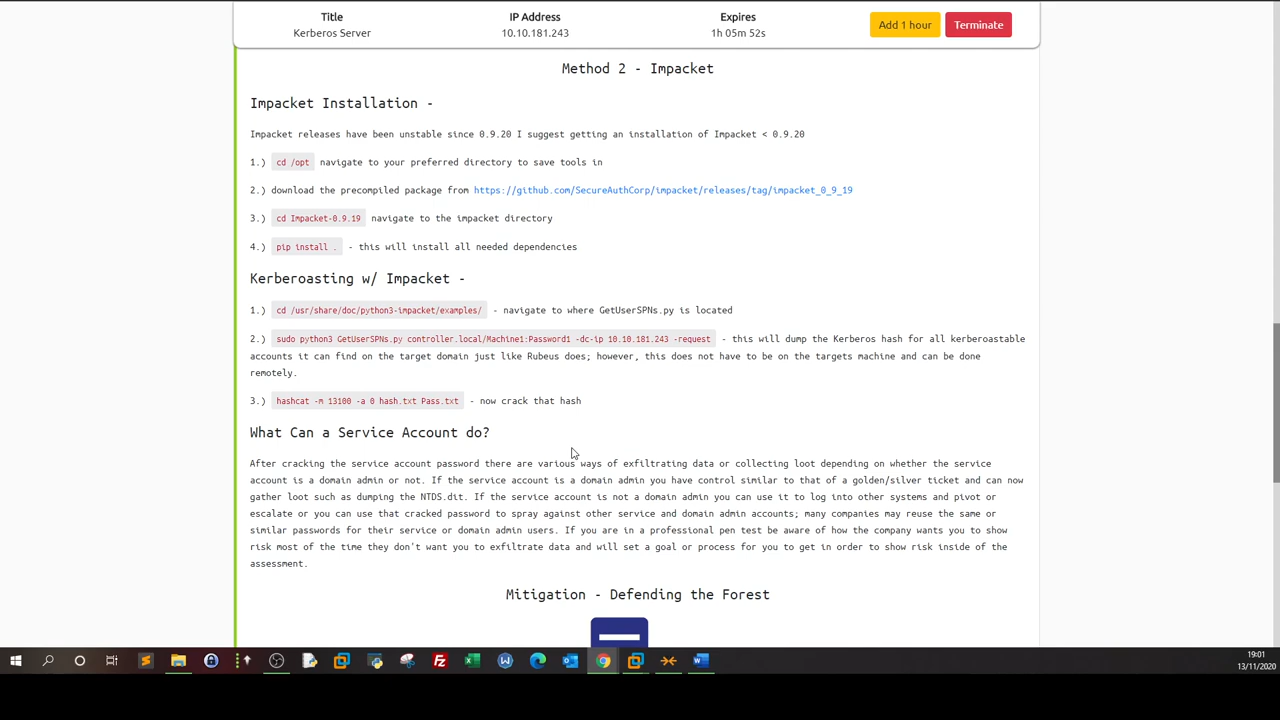 Title
IP Address
Expires
Kerberos Server
10.10.181.243
1h 05m 52s
Add 1 hour
Terminate
Method 2 - Impacket
Impacket Installation -
Impacket releases have been unstable since 0.9.20 I suggest getting an installation of Impacket < 0.9.20
1.) cd /opt navigate to your preferred directory to save tools in
2.) download the precompiled package from https://github.com/SecureAuthCorp/impacket/releases/tag/impacket_0_9_19
3.) cd Impacket-0.9.19 navigate to the impacket directory
4.) pip install . - this will install all needed dependencies
Kerberoasting w/ Impacket -
1.) cd /usr/share/doc/python3-impacket/examples/ - navigate to where GetUserSPNs.py is located
2.) sudo python3 GetUserSPNs.py controller.local/Machine1:Password1 -dc-ip 10.10.181.243 -request - this will dump the Kerberos hash for all kerberoastable
accounts it can find on the target domain just like Rubeus does; however, this does not have to be on the targets machine and can be done
remotely.
3.) hashcat -m 13100 -a 0 hash.txt Pass.txt - now crack that hash
What Can a Service Account do?
After cracking the service account password there are various ways of exfiltrating data or collecting loot depending on whether the service
account is a domain admin or not. If the service account is a domain admin you have control similar to that of a golden/silver ticket and can now
gather loot such as dumping the NTDS.dit. If the service account is not a domain admin you can use it to log into other systems and pivot or
escalate or you can use that cracked password to spray against other service and domain admin accounts; many companies may reuse the same or
similar passwords for their service or domain admin users. If you are in a professional pen test be aware of how the company wants you to show
risk most of the time they don't want you to exfiltrate data and will set a goal or process for you to get in order to show risk inside of the
assessment.
Mitigation - Defending the Forest
19:01
13/11/2020